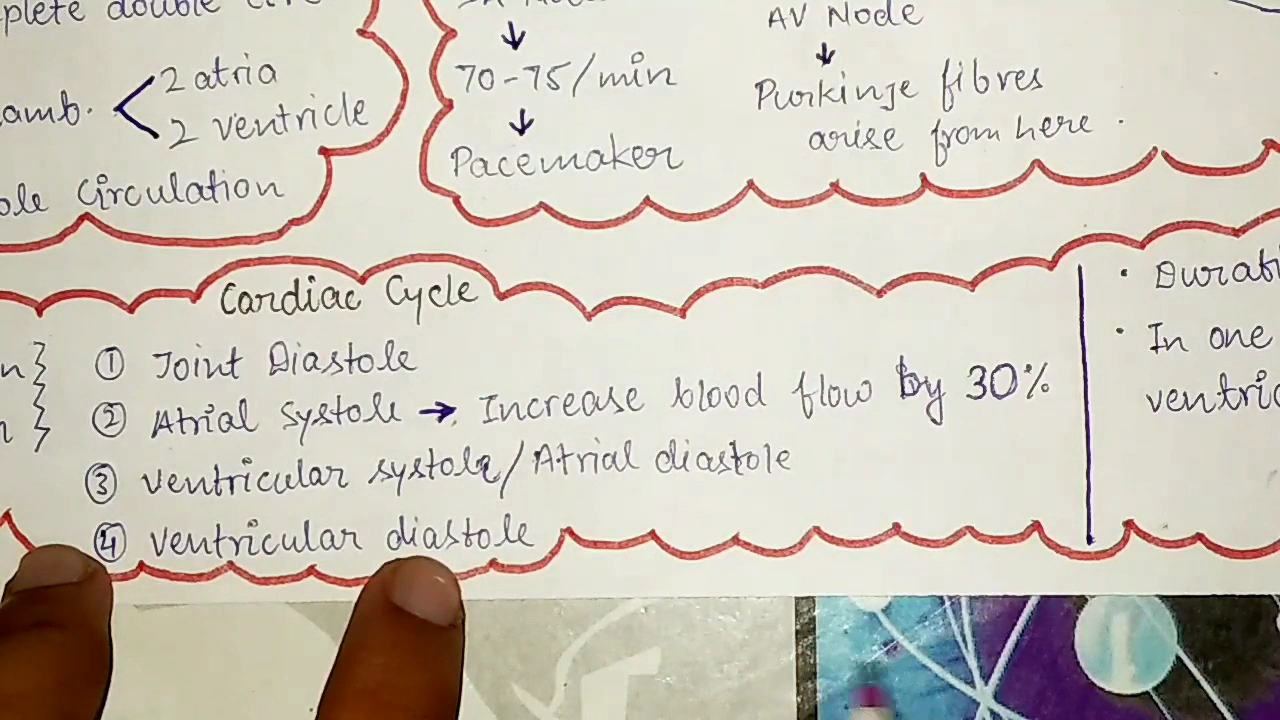 plete double
2 atria
amb.
2 ventricle
ole Circulation
70-75/min
Pacemaker
AV Node
Purkinje fibres
arise from here.
Cardiac Cycle
① Joint Diastole
② Atrial Systole → Increase blood flow by 30%
③ ventricular systole/Atrial diastole
④ ventricular diastole
• Durati
• In one
ventric